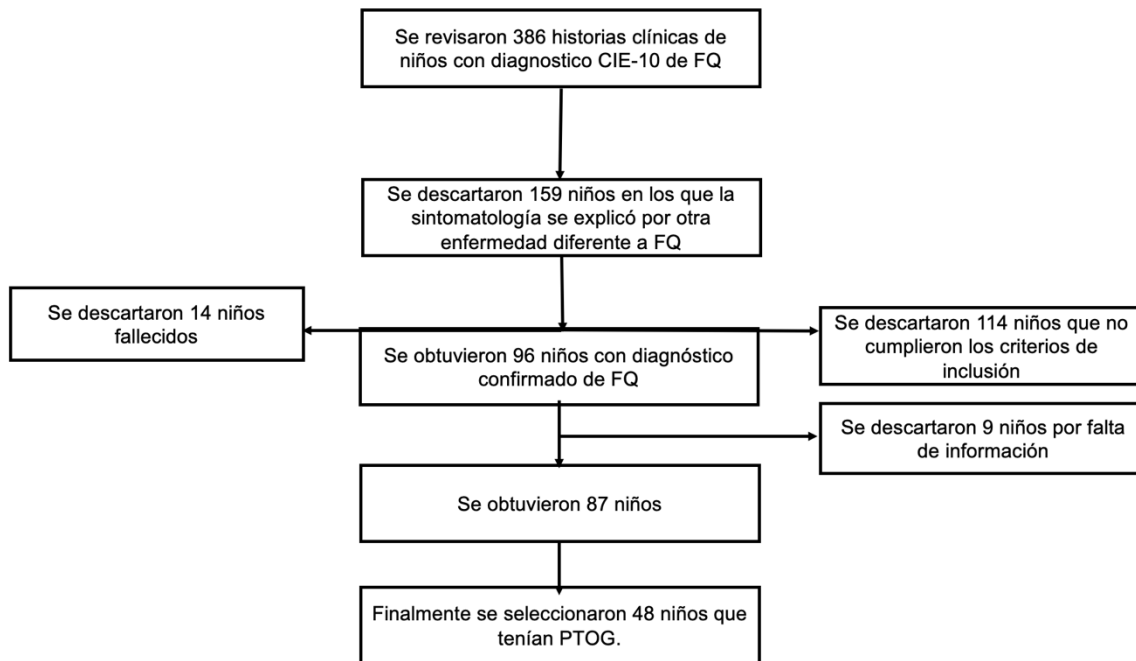 Se revisaron 386 historias clínicas de
niños con diagnostico CIE-10 de FQ
Se descartaron 159 niños en los que la
sintomatología se explicó por otra
enfermedad diferente a FQ
Se descartaron 14 niños
fallecidos
Se descartaron 114 niños que no
cumplieron los criterios de
inclusión
Se obtuvieron 96 niños con diagnóstico
confirmado de FQ
Se descartaron 9 niños por falta
de información
Se obtuvieron 87 niños
Finalmente se seleccionaron 48 niños que
tenían PTOG.